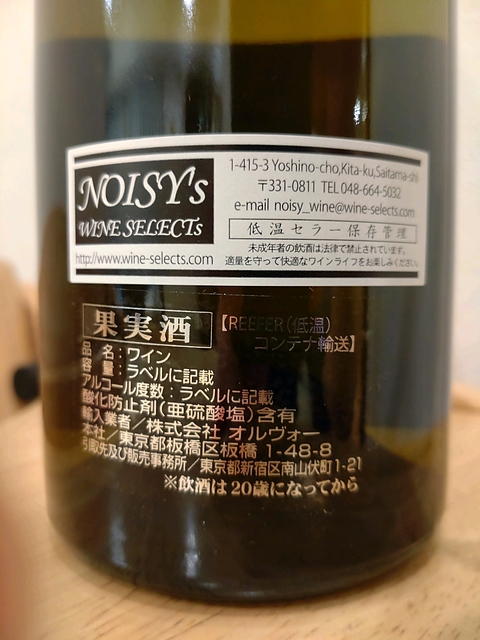 NOISY's
WINE SELECTs
http://www.wine-selects.com
1-415-3 Yoshino-cho,Kita-ku,Saitama-shi
〒331-0811 TEL 048-664-5032
e-mail noisy_wine@wine-selects.com
低温セラー保存管理
未成年者の飲酒は法律で禁止されています。
適量を守って快適なワインライフをお楽しみください。
果実酒
【REEFER(低温)
コンテナ輸送】
品名:ワイン
容量:ラベルに記載
アルコール度数:ラベルに記載
酸化防止剤(亜硫酸塩)含有
輸入業者/株式会社 オルヴォー
本社/東京都板橋区板橋 1-48-8
引取先及び販売事務所/東京都新宿区南山伏町1-21
※飲酒は20歳になってから